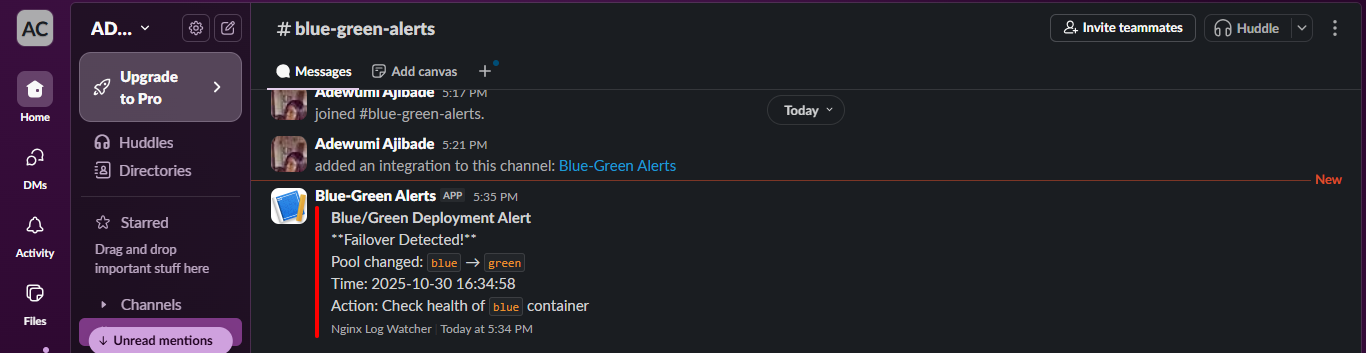 AC
AD...
# blue-green-alerts
Invite teammates
Huddle
Upgrade to Pro
Messages
Add canvas
+
Home
DMs
Activity
Files
Huddles
Directories
Starred
Drag and drop
important stuff here
Channels
↓ Unread mentions
Adewumi Ajibade 5:17 PM
joined #blue-green-alerts.
Today
Adewumi Ajibade 5:21 PM
added an integration to this channel: Blue-Green Alerts
New
Blue-Green Alerts APP 5:35 PM
Blue/Green Deployment Alert
**Failover Detected!**
Pool changed: blue → green
Time: 2025-10-30 16:34:58
Action: Check health of blue container
Nginx Log Watcher | Today at 5:34 PM